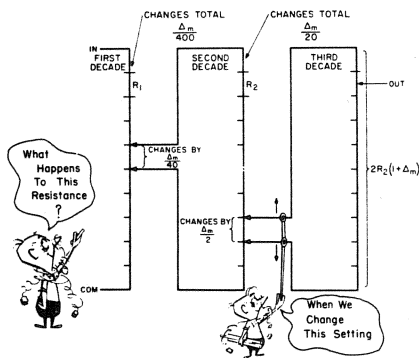 CHANGES TOTAL
Δm
400
CHANGES TOTAL
Δm
20
IN
FIRST
DECADE
SECOND
DECADE
THIRD
DECADE
R1
R2
OUT
CHANGES BY
Δm
40
2R2(1+Δm)
What
Happens
To This
Resistance
?
CHANGES BY
Δm
2
COM
When We
Change
This Setting